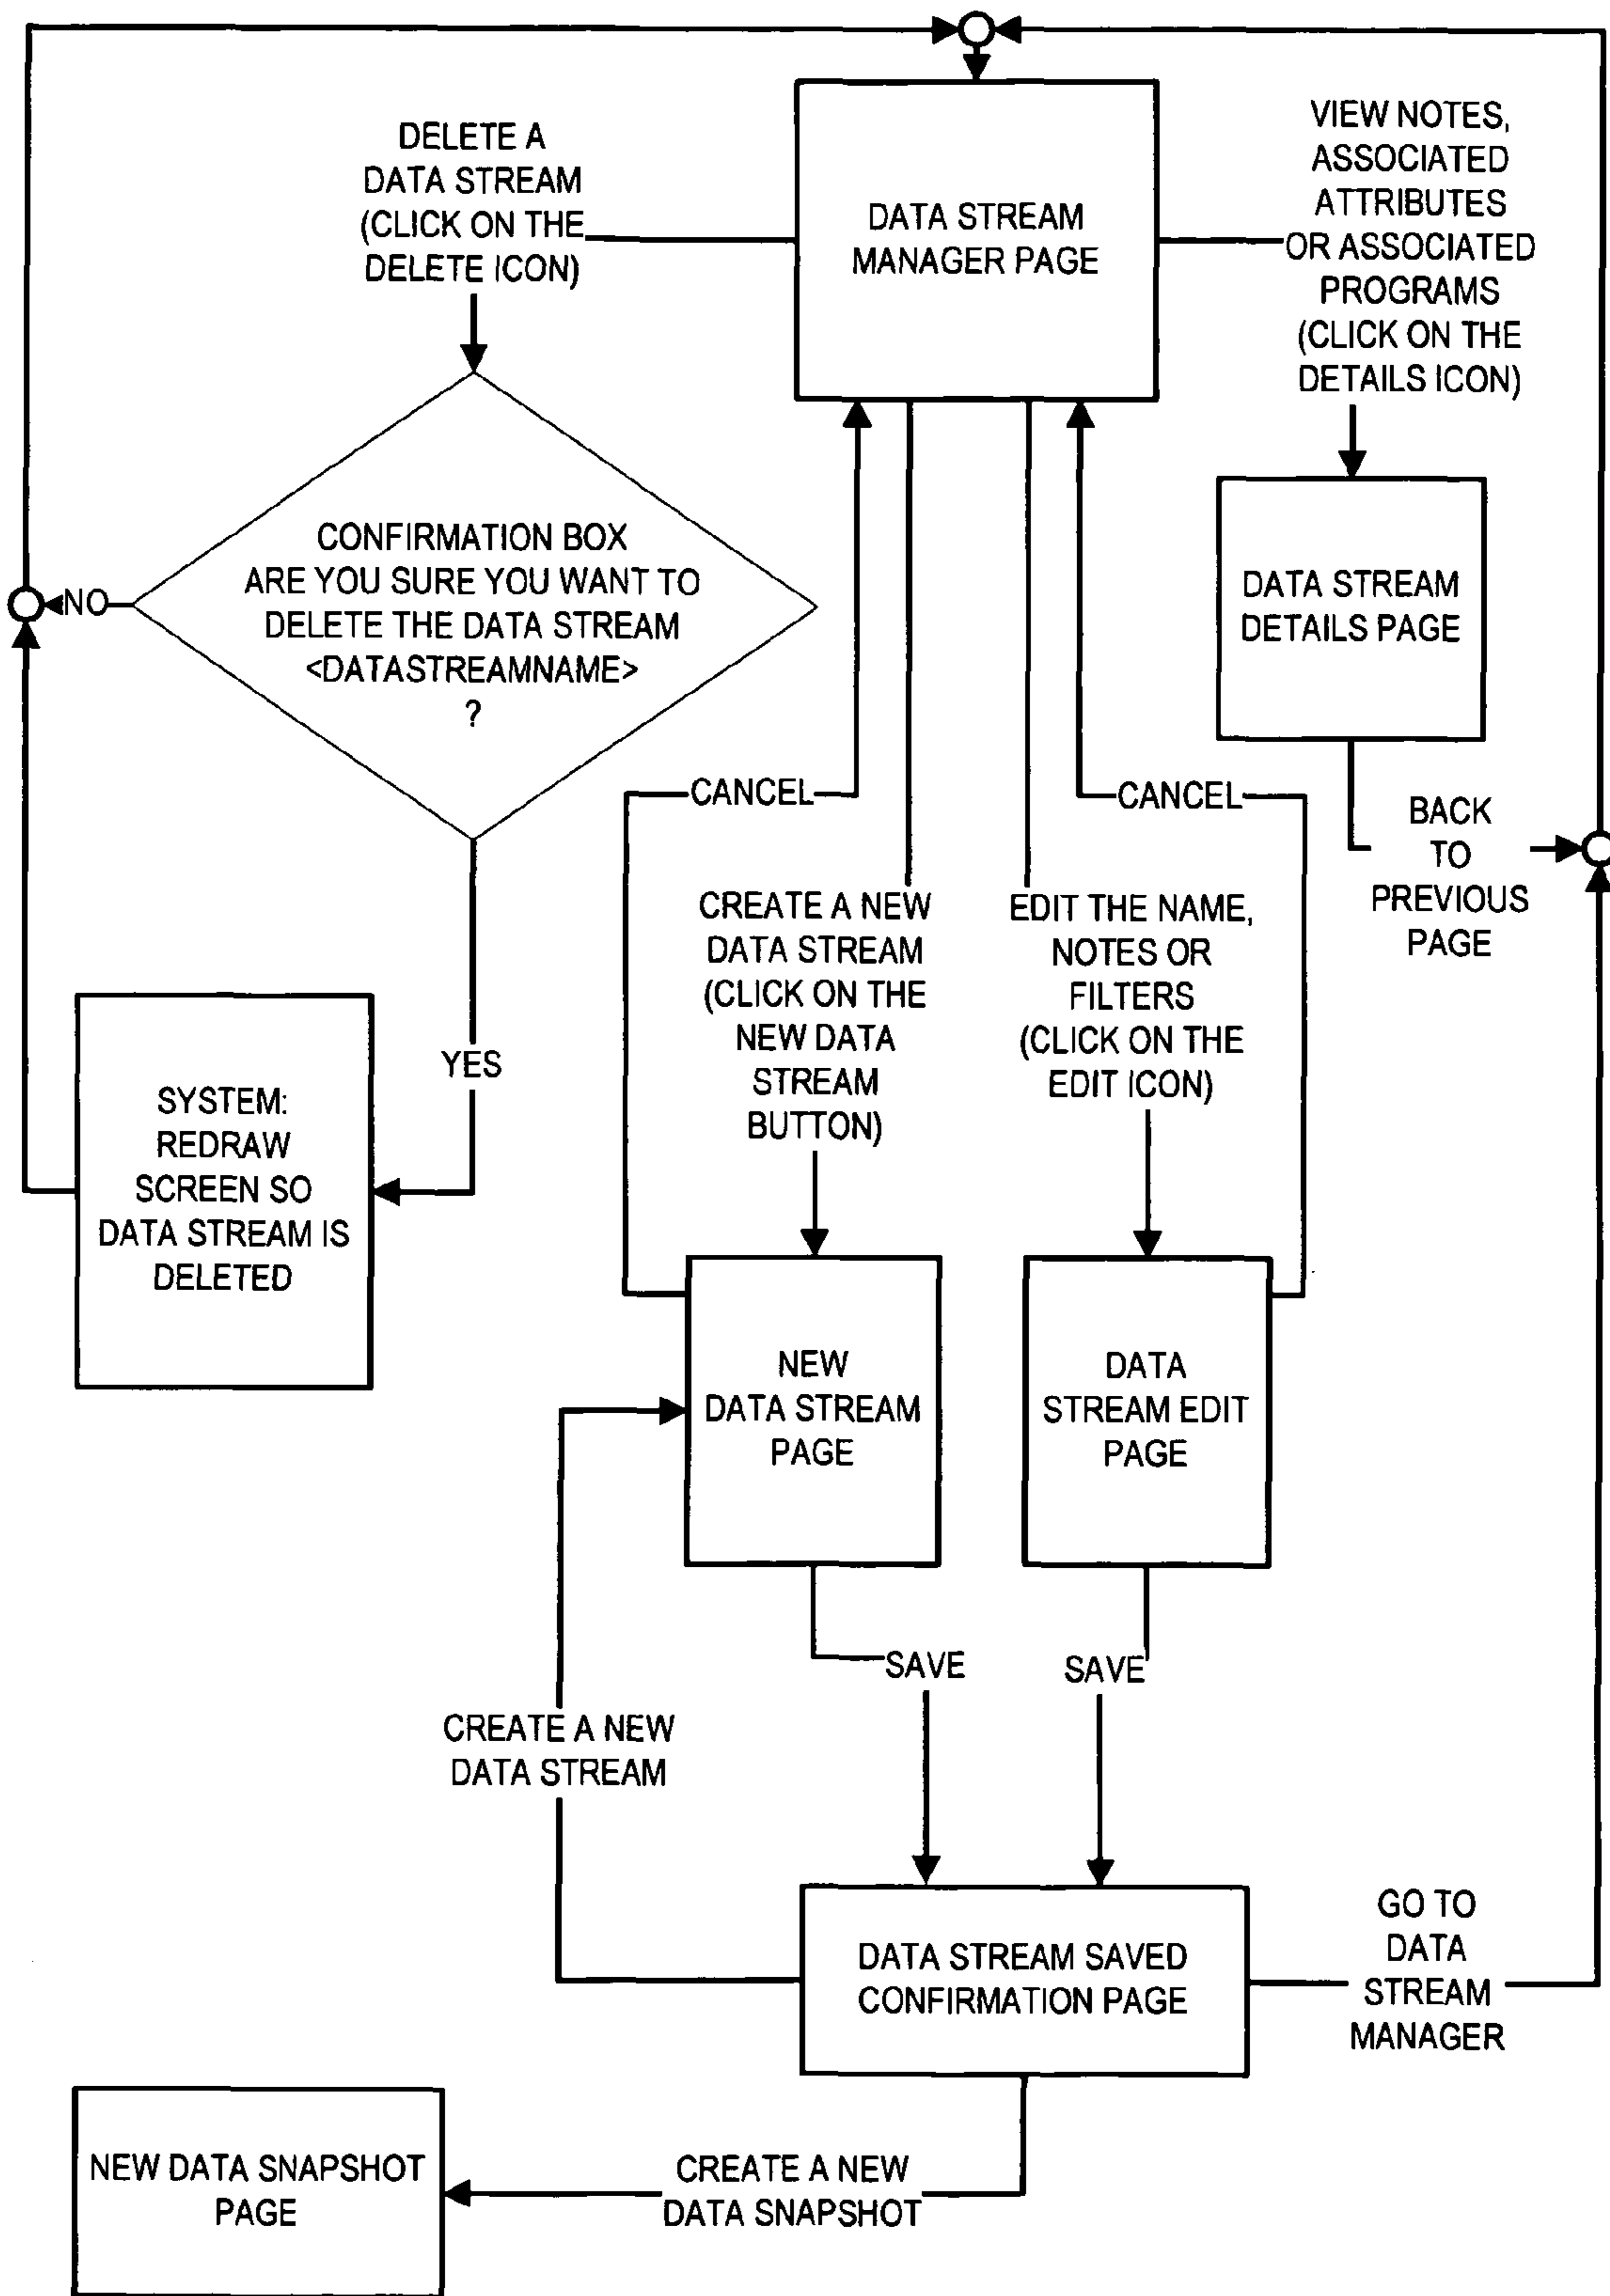 DELETE A
DATA STREAM
(CLICK ON THE
DELETE ICON)
DATA STREAM
MANAGER PAGE
VIEW NOTES,
ASSOCIATED
ATTRIBUTES
OR ASSOCIATED
PROGRAMS
(CLICK ON THE
DETAILS ICON)
CONFIRMATION BOX
ARE YOU SURE YOU WANT TO
DELETE THE DATA STREAM
<DATASTREAMNAME>
?
NO
DATA STREAM
DETAILS PAGE
CANCEL
CANCEL
BACK
TO
PREVIOUS
PAGE
CREATE A NEW
DATA STREAM
(CLICK ON THE
NEW DATA
STREAM
BUTTON)
EDIT THE NAME,
NOTES OR
FILTERS
(CLICK ON THE
EDIT ICON)
YES
SYSTEM:
REDRAW
SCREEN SO
DATA STREAM IS
DELETED
NEW
DATA STREAM
PAGE
DATA
STREAM EDIT
PAGE
SAVE
SAVE
CREATE A NEW
DATA STREAM
DATA STREAM SAVED
CONFIRMATION PAGE
GO TO
DATA
STREAM
MANAGER
NEW DATA SNAPSHOT
PAGE
CREATE A NEW
DATA SNAPSHOT